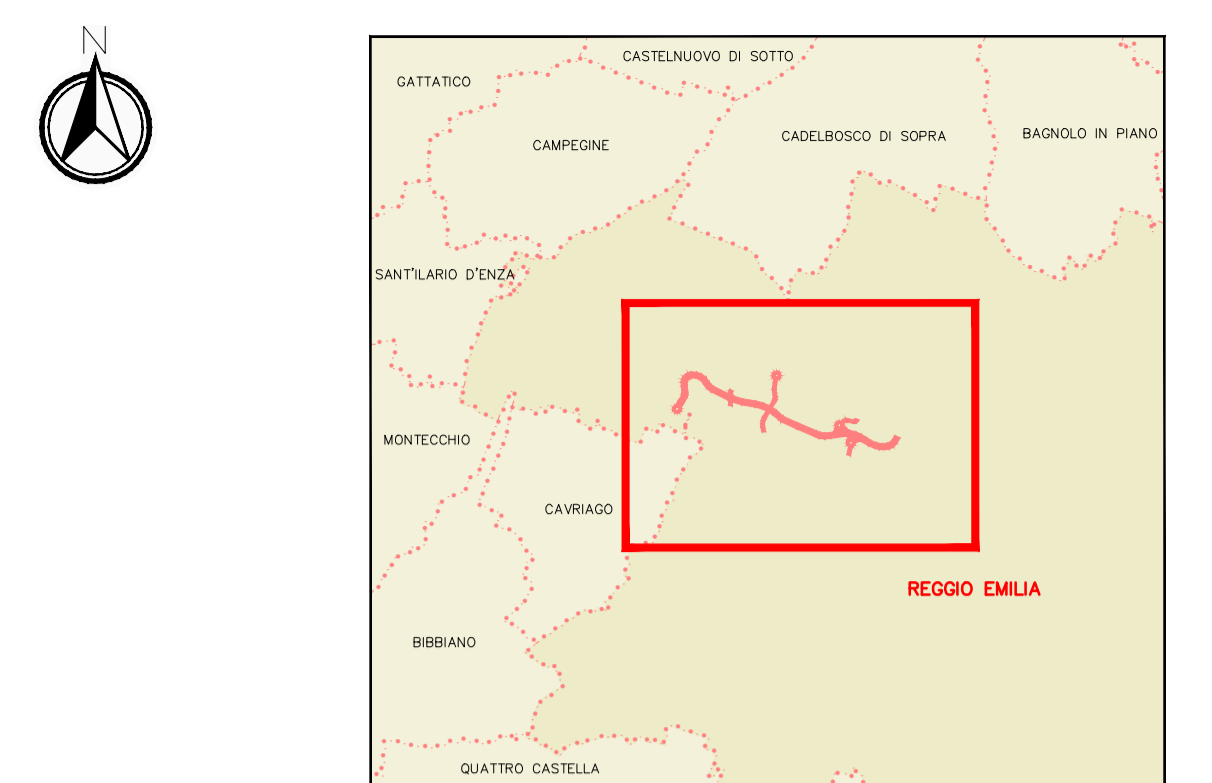 N
CASTELNUOVO DI SOTTO
GATTATICO
CADELBOSCO DI SOPRA
BAGNOLO IN PIANO
CAMPEGINE
SANT'ILARIO D'ENZA
MONTECCHIO
CAVRIAGO
REGGIO EMILIA
BIBBIANO
QUATTRO CASTELLA